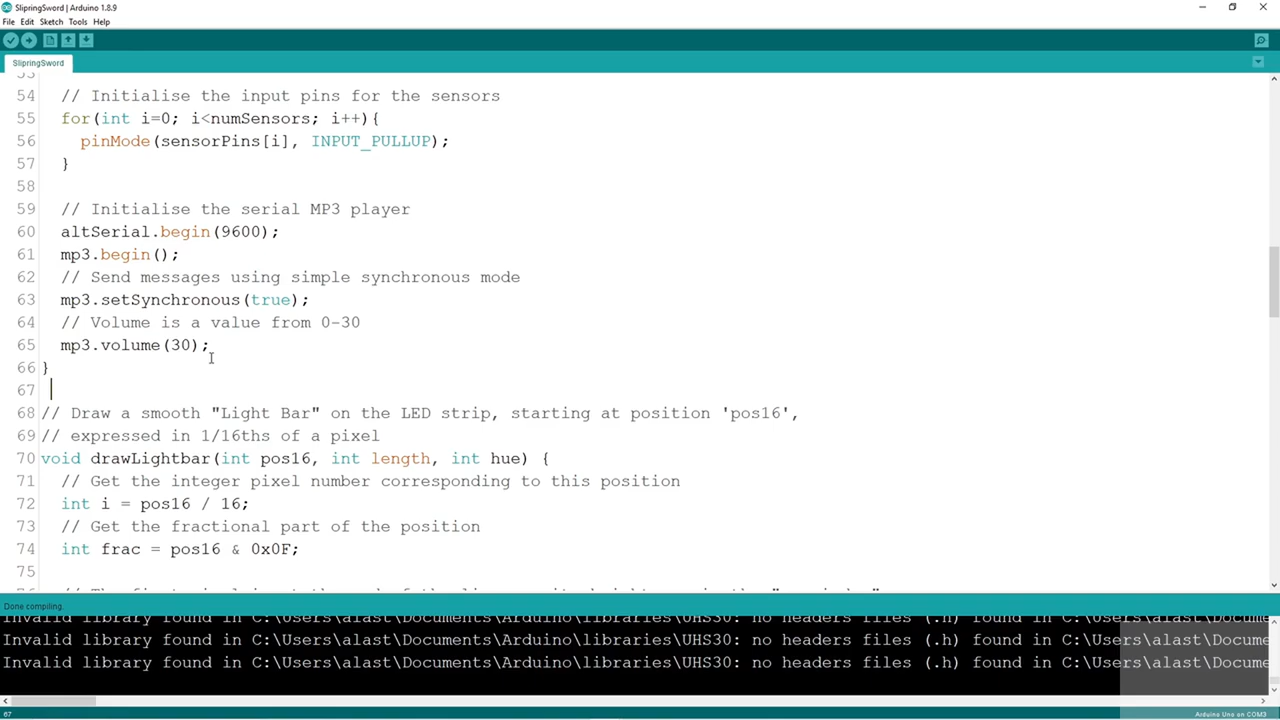 SlipringSword | Arduino 1.8.9
File Edit Sketch Tools Help
SlipringSword
53
54 // Initialise the input pins for the sensors
55 for(int i=0; i<numSensors; i++){
56 pinMode(sensorPins[i], INPUT_PULLUP);
57 }
58
59 // Initialise the serial MP3 player
60 altSerial.begin(9600);
61 mp3.begin();
62 // Send messages using simple synchronous mode
63 mp3.setSynchronous(true);
64 // Volume is a value from 0-30
65 mp3.volume(30);
66 }
67
68 // Draw a smooth "Light Bar" on the LED strip, starting at position 'pos16',
69 // expressed in 1/16ths of a pixel
70 void drawLightbar(int pos16, int length, int hue) {
71 // Get the integer pixel number corresponding to this position
72 int i = pos16 / 16;
73 // Get the fractional part of the position
74 int frac = pos16 & 0x0F;
75
Done compiling.
Invalid library found in C:\Users\alast\Documents\Arduino\libraries\UHS30: no headers files (.h) found in C:\Users\alast\Docume
Invalid library found in C:\Users\alast\Documents\Arduino\libraries\UHS30: no headers files (.h) found in C:\Users\alast\Docume
Invalid library found in C:\Users\alast\Documents\Arduino\libraries\UHS30: no headers files (.h) found in C:\Users\alast\Docume
67 Arduino Uno on COM3